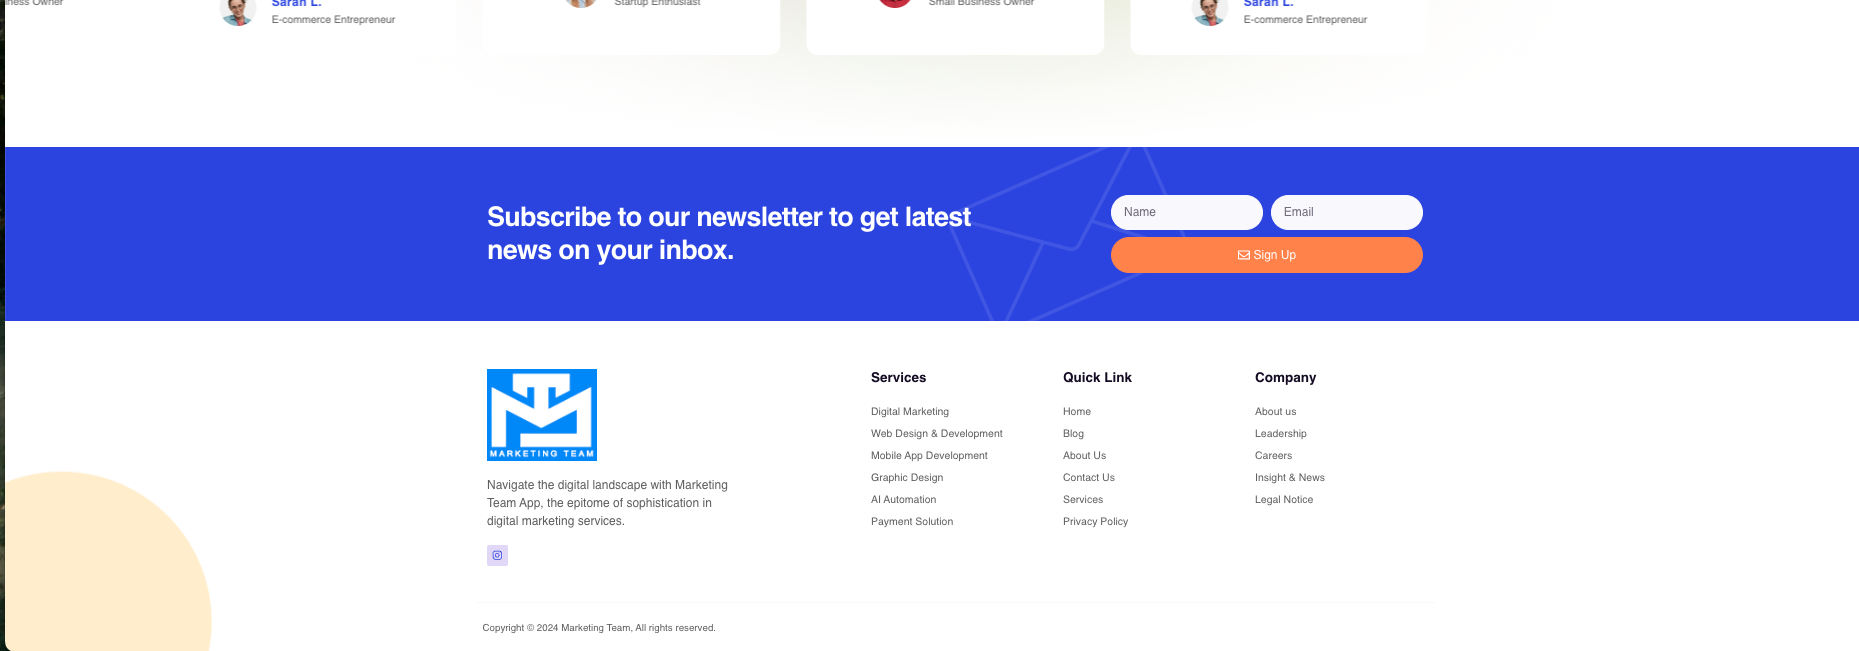 Sarah L.
E-commerce Entrepreneur
Startup Enthusiast
Small Business Owner
Sarah L.
E-commerce Entrepreneur
Subscribe to our newsletter to get latest
news on your inbox.
Name
Email
Sign Up
MARKETING TEAM
Navigate the digital landscape with Marketing
Team App, the epitome of sophistication in
digital marketing services.
Services
Digital Marketing
Web Design & Development
Mobile App Development
Graphic Design
AI Automation
Payment Solution
Quick Link
Home
Blog
About Us
Contact Us
Services
Privacy Policy
Company
About us
Leadership
Careers
Insight & News
Legal Notice
Copyright © 2024 Marketing Team, All rights reserved.